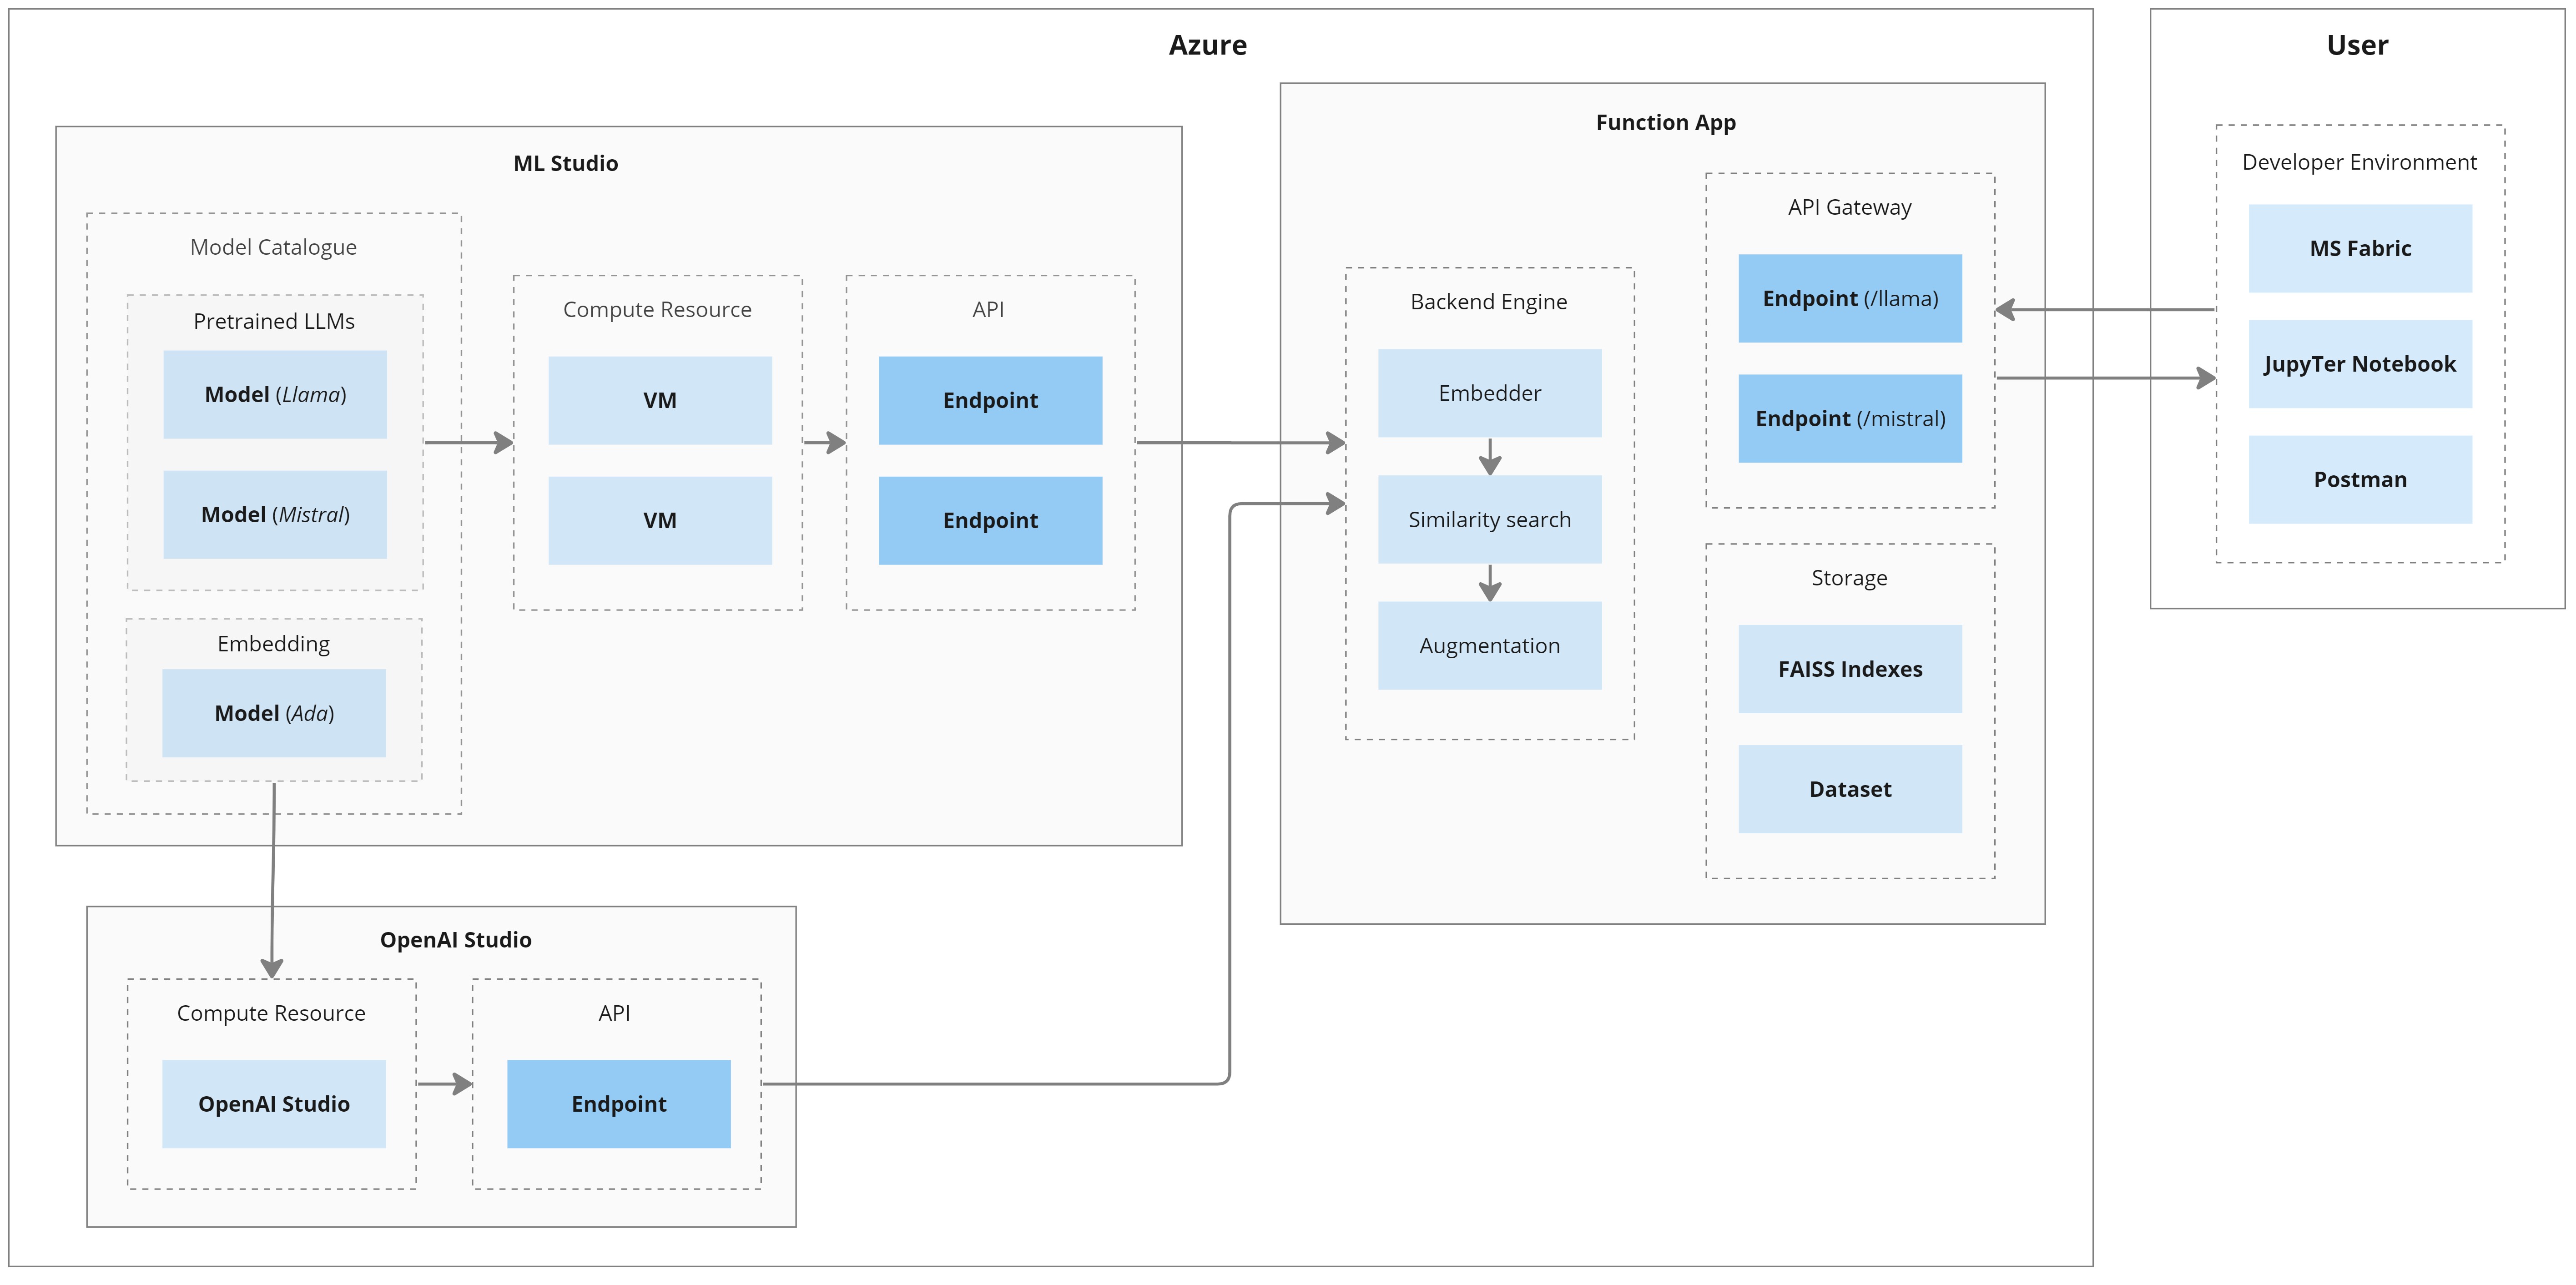 Azure
ML Studio
Model Catalogue
Pretrained LLMs
Model (Llama)
Model (Mistral)
Embedding
Model (Ada)
Compute Resource
VM
VM
API
Endpoint
Endpoint
OpenAI Studio
Compute Resource
OpenAI Studio
API
Endpoint
Function App
Backend Engine
Embedder
Similarity search
Augmentation
API Gateway
Endpoint (/llama)
Endpoint (/mistral)
Storage
FAISS Indexes
Dataset
User
Developer Environment
MS Fabric
JupyTer Notebook
Postman